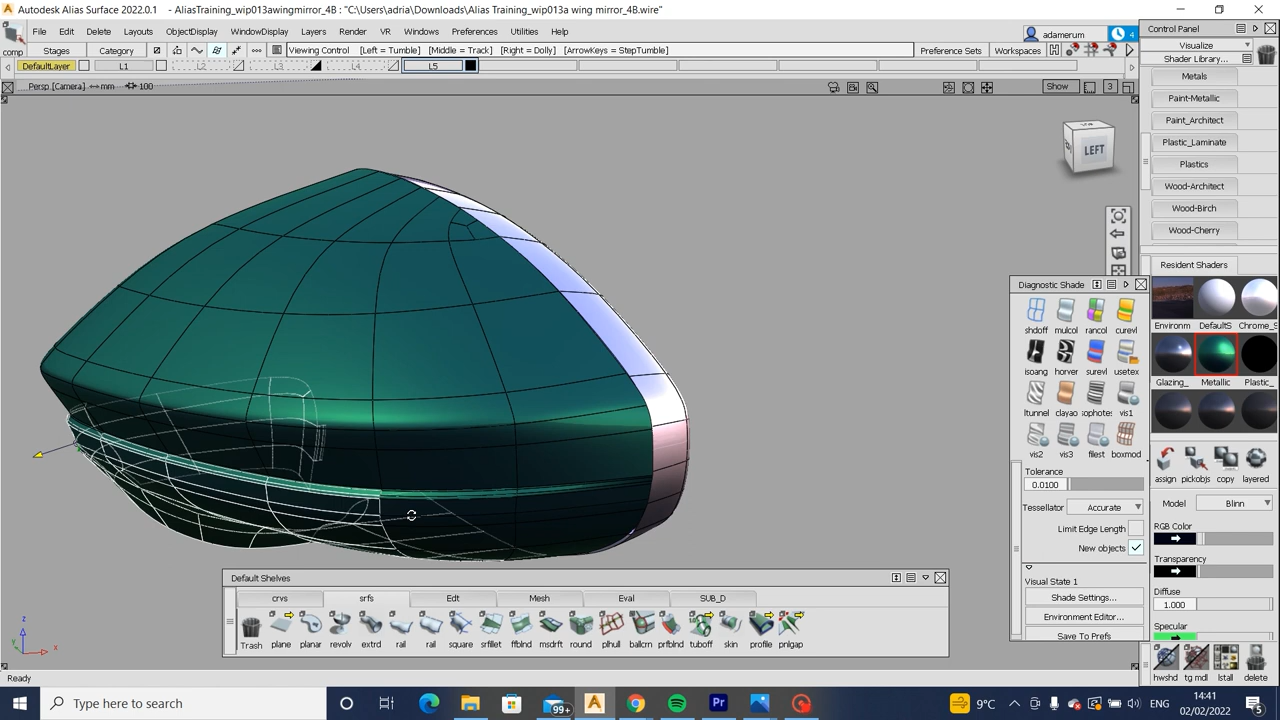 Autodesk Alias Surface 2022.0.1 - AliasTraining_wip013awingmirror_4B : "C:\Users\adria\Downloads\Alias Training_wip013a wing mirror_4B.wire"
File Edit Delete Layouts ObjectDisplay WindowDisplay Layers Render VR Windows Preferences Utilities Help
adamerum 4
comp
Stages Category Viewing Control [Left = Tumble] [Middle = Track] [Right = Dolly] [ArrowKeys = StepTumble] Preference Sets Workspaces
DefaultLayer L1 L2 L3 L4 L5
Persp [Camera] mm 100 Show 3
LEFT
Control Panel
Visualize
Shader Library...
Metals
Paint-Metallic
Paint_Architect
Plastic_Laminate
Plastics
Wood-Architect
Wood-Birch
Wood-Cherry
Resident Shaders
Environm DefaultS Chrome_S
Glazing_ Metallic Plastic_
assign pickobjs copy layered
Model Blinn
RGB Color
Transparency
Diffuse
1.000
Specular
hwshd tg mdl lstall delete
Diagnostic Shade
shdoff mulcol rancol curevl
isoang horver surevl usetex
ltunnel clayao isophotes vis1
vis2 vis3 filest boxmod
Tolerance
0.0100
Tessellator Accurate
Limit Edge Length
New objects
Visual State 1
Shade Settings...
Environment Editor...
Save To Prefs
Default Shelves
crvs srfs Edt Mesh Eval SUB_D
Trash plane planar revolv extrd rail rail square srfillet ffblnd msdrft round plhull ballcrn prfblnd tuboff skin profile pnlgap
z
y
x
Ready
Type here to search
99+
Pr
9°C
ENG
14:41
02/02/2022
5